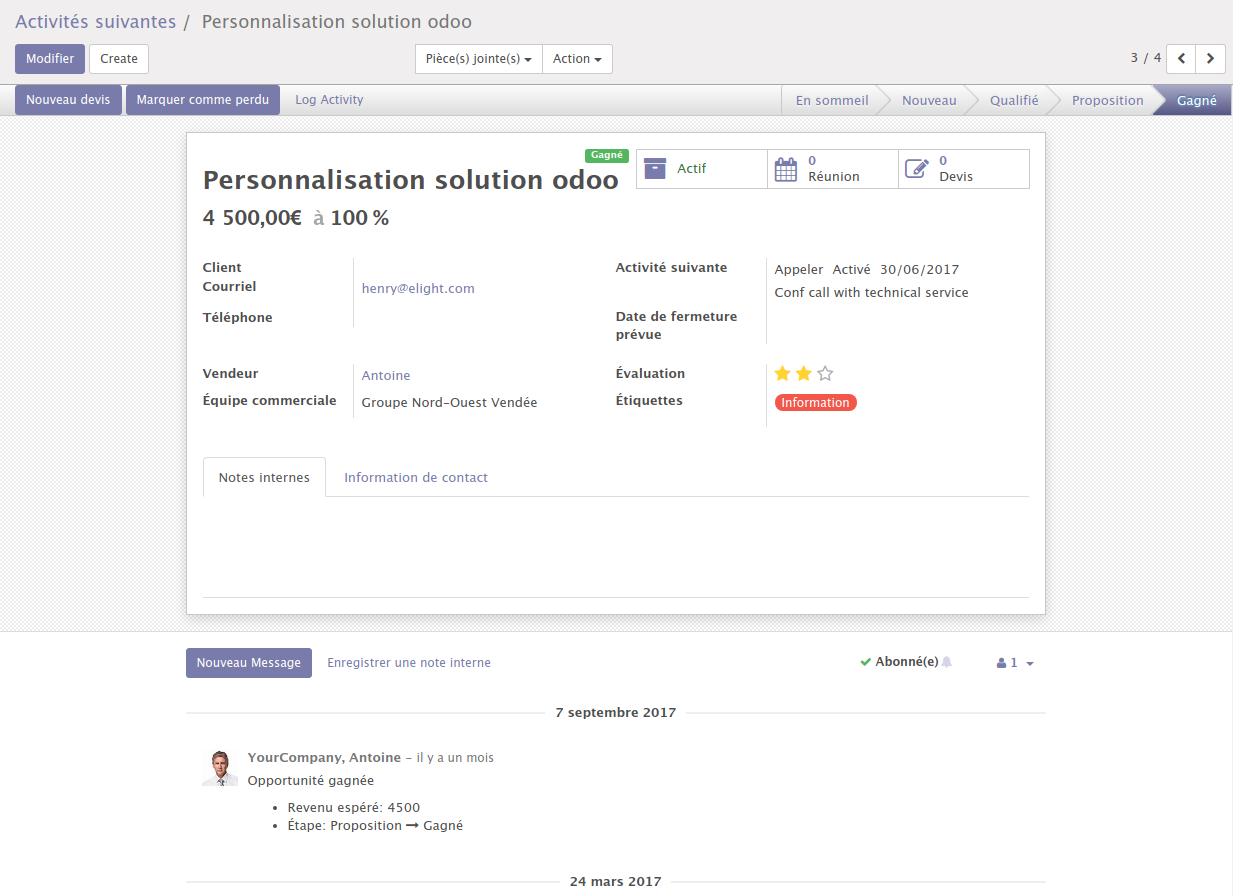 Activités suivantes / Personnalisation solution odoo
Modifier Create Pièce(s) jointe(s) Action 3 / 4
Nouveau devis Marquer comme perdu Log Activity En sommeil Nouveau Qualifié Proposition Gagné
Gagné
Personnalisation solution odoo
Actif
0
Réunion
0
Devis
4 500,00€ à 100 %
Client
Courriel henry@elight.com
Téléphone
Activité suivante Appeler Activé 30/06/2017
Conf call with technical service
Date de fermeture
prévue
Vendeur Antoine
Équipe commerciale Groupe Nord-Ouest Vendée
Évaluation
Étiquettes Information
Notes internes Information de contact
Nouveau Message Enregistrer une note interne Abonné(e) 1
7 septembre 2017
YourCompany, Antoine - il y a un mois
Opportunité gagnée
• Revenu espéré: 4500
• Étape: Proposition → Gagné
24 mars 2017